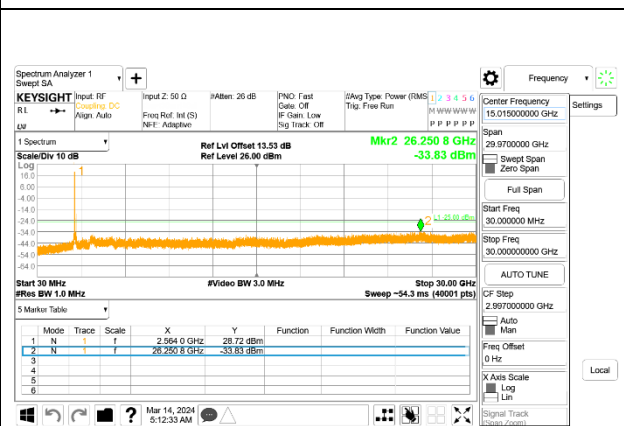 Spectrum Analyzer 1
Swept SA
+
Frequency
KEYSIGHT
Input: RF
Coupling: DC
Align: Auto
Input Z: 50 Ω
Freq Ref: Int (S)
NFE: Adaptive
#Atten: 26 dB
PNO: Fast
Gate: Off
IF Gain: Low
Sig Track: Off
#Avg Type: Power (RMS
Trig: Free Run
1 2 3 4 5 6
M W W W W W
P P P P P P
R L
1 Spectrum
Scale/Div 10 dB
Ref Lvl Offset 13.53 dB
Ref Level 26.00 dBm
Mkr2 26.250 8 GHz
-33.83 dBm
Log
16.0
6.00
-4.00
-14.0
-24.0
-34.0
-44.0
-54.0
-64.0
1
2
Start 30 MHz
#Res BW 1.0 MHz
#Video BW 3.0 MHz
Stop 30.00 GHz
Sweep ~54.3 ms (40001 pts)
5 Marker Table
Mode Trace Scale X Y Function Function Width Function Value
1 N 1 f 2.564 0 GHz 28.72 dBm
2 N 1 f 26.250 8 GHz -33.83 dBm
3
4
5
6
Mar 14, 2024
5:12:33 AM
Center Frequency
15.015000000 GHz
Span
29.9700000 GHz
Swept Span
Zero Span
Full Span
Start Freq
30.000000 MHz
Stop Freq
30.000000000 GHz
AUTO TUNE
CF Step
2.997000000 GHz
Auto
Man
Freq Offset
0 Hz
X Axis Scale
Log
Lin
Signal Track
(Span Zoom)
Settings
Local